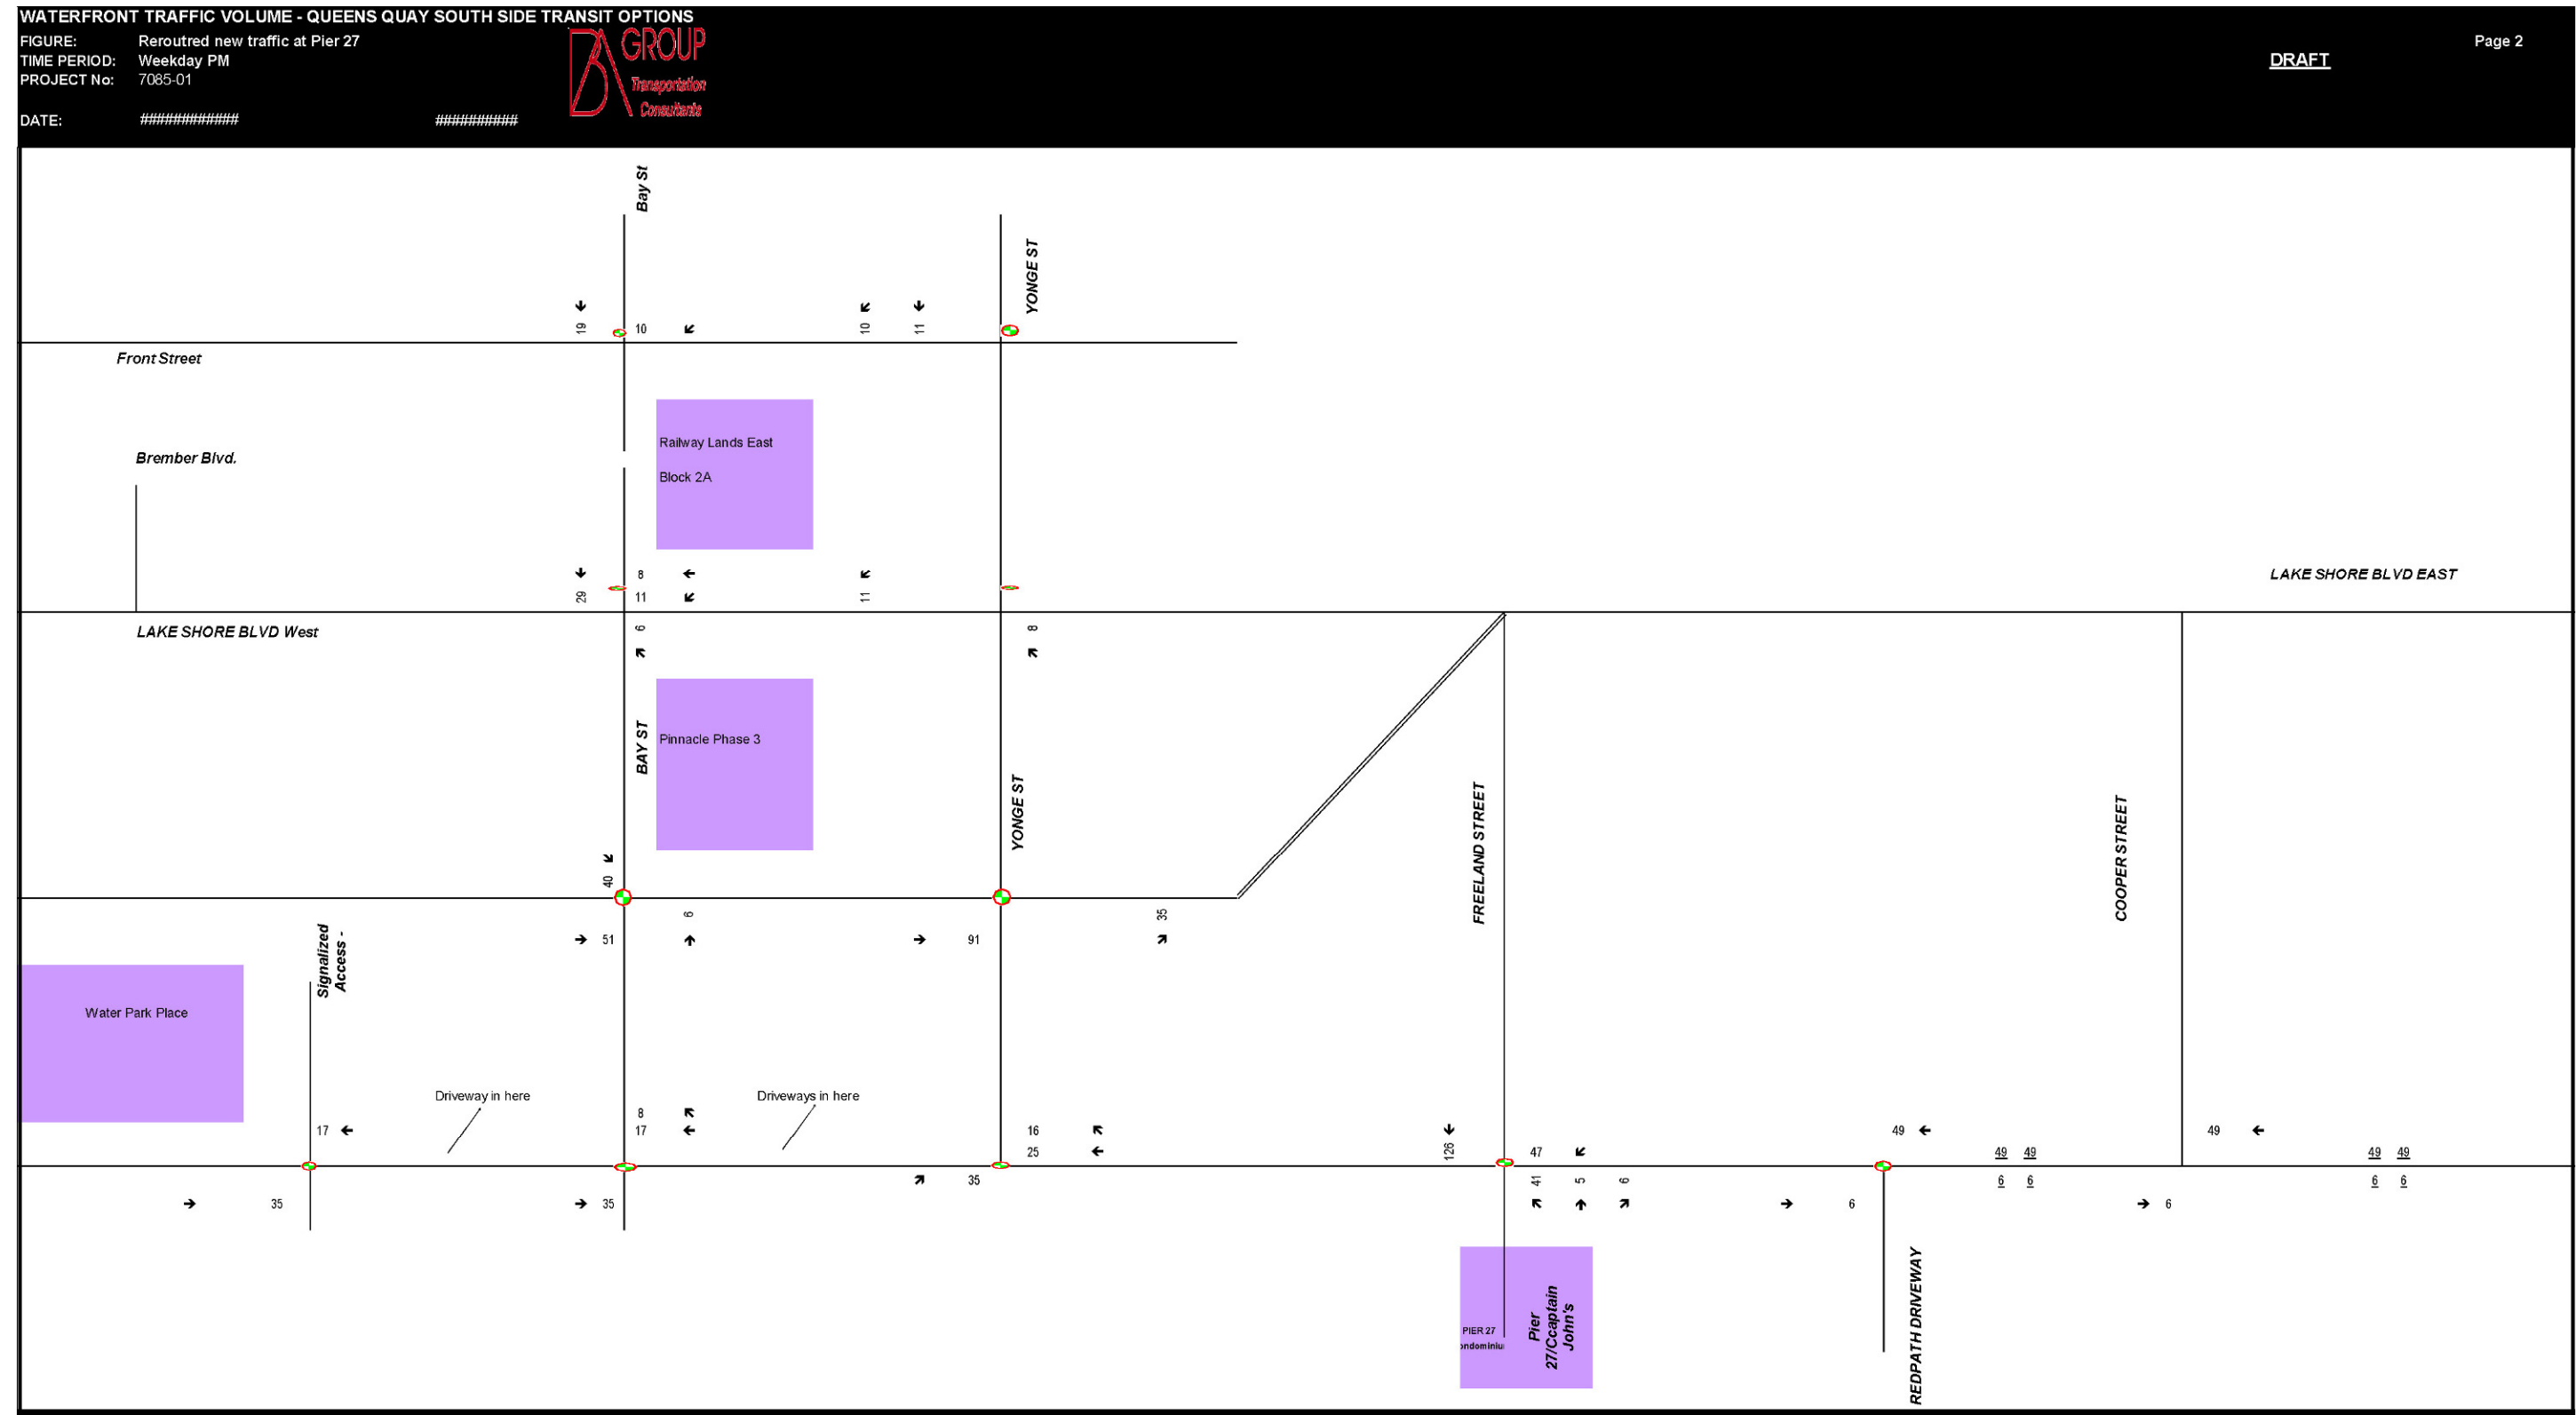 WATERFRONT TRAFFIC VOLUME - QUEENS QUAY SOUTH SIDE TRANSIT OPTIONS
FIGURE: Reroutred new traffic at Pier 27
TIME PERIOD: Weekday PM
PROJECT No: 7085-01
DATE: ############ ##########
BA GROUP
Transportation
Consultants
DRAFT
Page 2
Bay St
YONGE ST
19 10 10 11
Front Street
Railway Lands East
Block 2A
Brember Blvd.
8
29 11 11
LAKE SHORE BLVD EAST
LAKE SHORE BLVD West
6 8
BAY ST
Pinnacle Phase 3
YONGE ST
FREELAND STREET
COOPER STREET
40
6 35
51 91
Signalized
Access -
Water Park Place
Driveway in here
Driveways in here
8
17 17 16 49 49
25 126 47 49 49 49 49
35 41 5 6 6 6 6 6
35 35 6 6
PIER 27
ondominiu
Pier
27/Ccaptain
John's
REDPATH DRIVEWAY